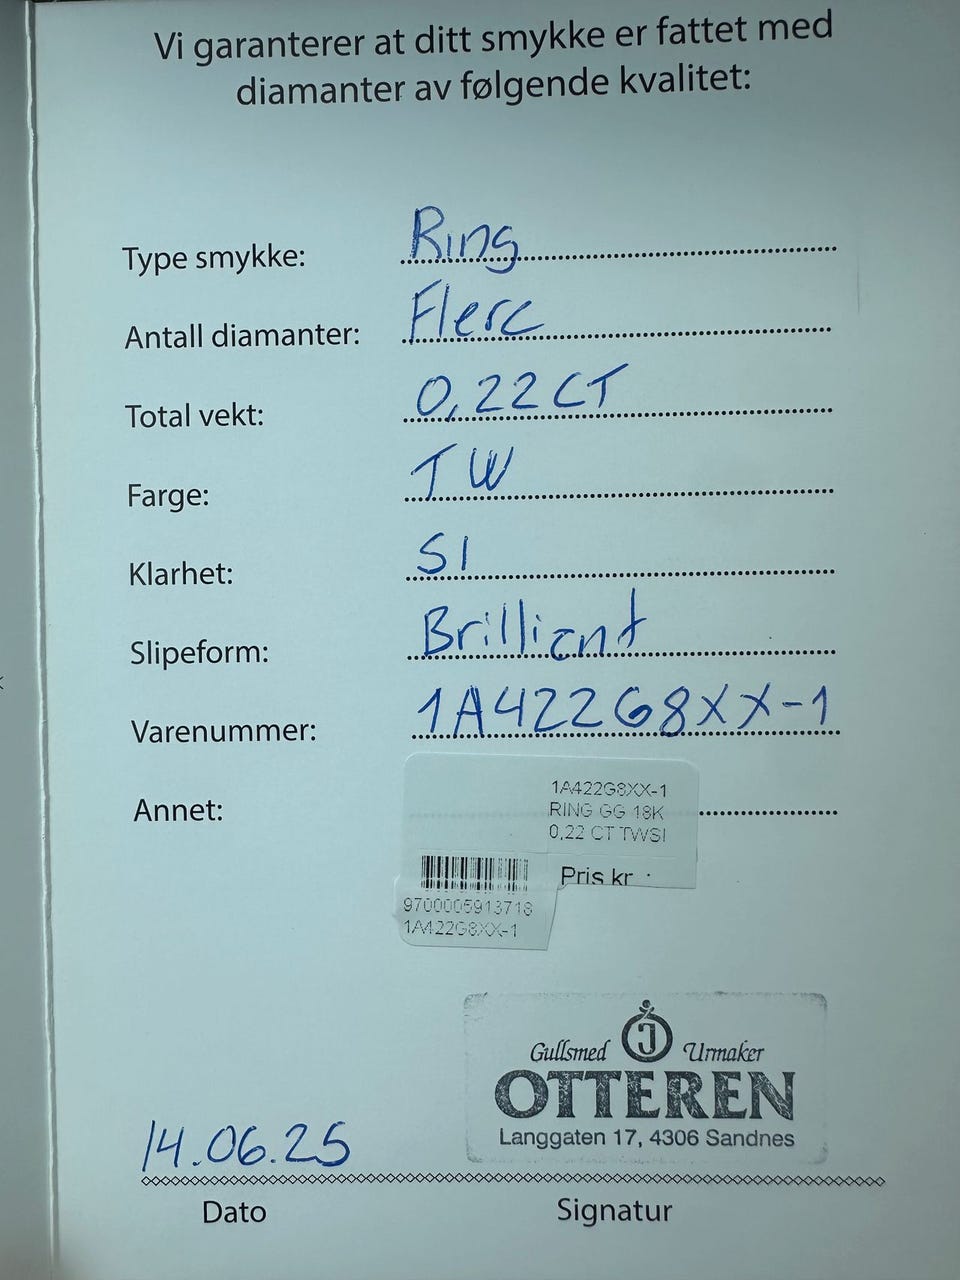 Vi garanterer at ditt smykke er fattet med
diamanter av følgende kvalitet:
Type smykke: Ring
Antall diamanter: Flere
Total vekt: 0,22 CT
Farge: TW
Klarhet: SI
Slipeform: Brilliant
Varenummer: 1A422G8XX-1
Annet:
1A422G8XX-1
RING GG 18K
0,22 CT TWSI
Pris kr :
9700005913718
1A422G8XX-1
Gullsmed J Urmaker
OTTEREN
Langgaten 17, 4306 Sandnes
14.06.25
Dato Signatur